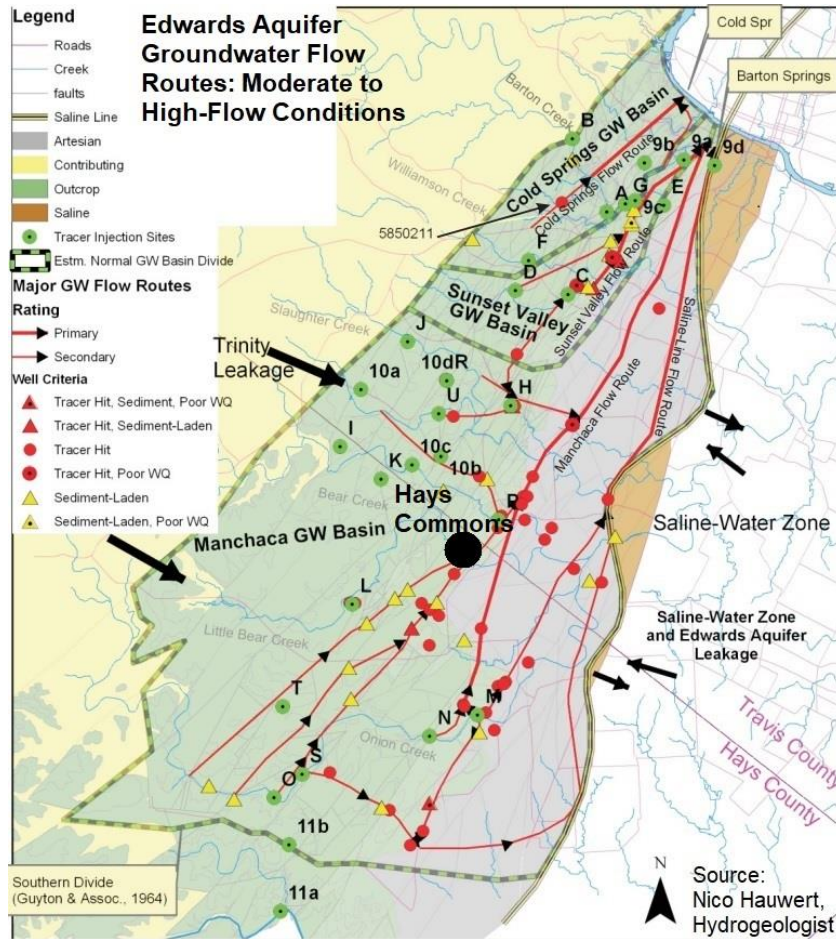 Legend
Roads
Creek
faults
Saline Line
Artesian
Contributing
Outcrop
Saline
Tracer Injection Sites
Estm. Normal GW Basin Divide
Major GW Flow Routes
Rating
Primary
Secondary
Well Criteria
Tracer Hit, Sediment, Poor WQ
Tracer Hit, Sediment-Laden
Tracer Hit
Tracer Hit, Poor WQ
Sediment-Laden
Sediment-Laden, Poor WQ
Edwards Aquifer
Groundwater Flow
Routes: Moderate to
High-Flow Conditions
Cold Spr
Barton Springs
Barton Creek
B
Cold Springs GW Basin
Cold Springs Flow Route
9b
9a
9d
Williamson Creek
A
G
E
9c
5850211
F
D
C
Sunset Valley
GW Basin
Sunset Valley Flow Route
Slaughter Creek
J
Trinity
Leakage
10a
10dR
U
H
Manchaca Flow Route
Saline-Line Flow Route
I
10c
K
10b
Bear Creek
Hays
Commons
Manchaca GW Basin
Saline-Water Zone
L
Little Bear Creek
Saline-Water Zone
and Edwards Aquifer
Leakage
T
N
M
Onion Creek
Travis County
Hays County
S
O
11b
11a
Southern Divide
(Guyton & Assoc., 1964)
N
Source:
Nico Hauwert,
Hydrogeologist